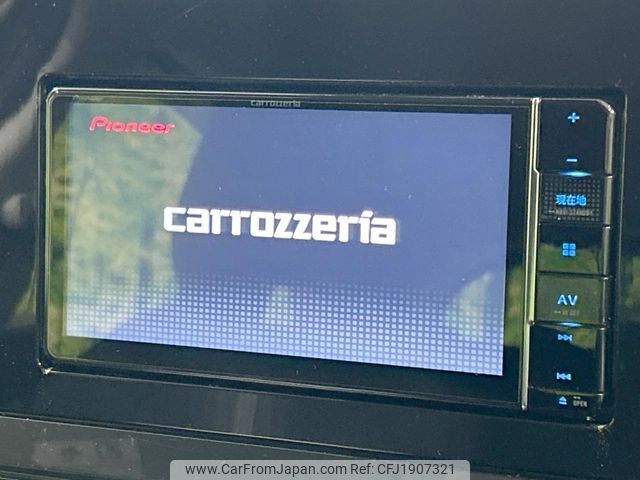 carrozzeria
Pioneer
carrozzeria
+
−
現在地
AV
OPEN
www.CarFromJapan.com REF:CFJ1907321